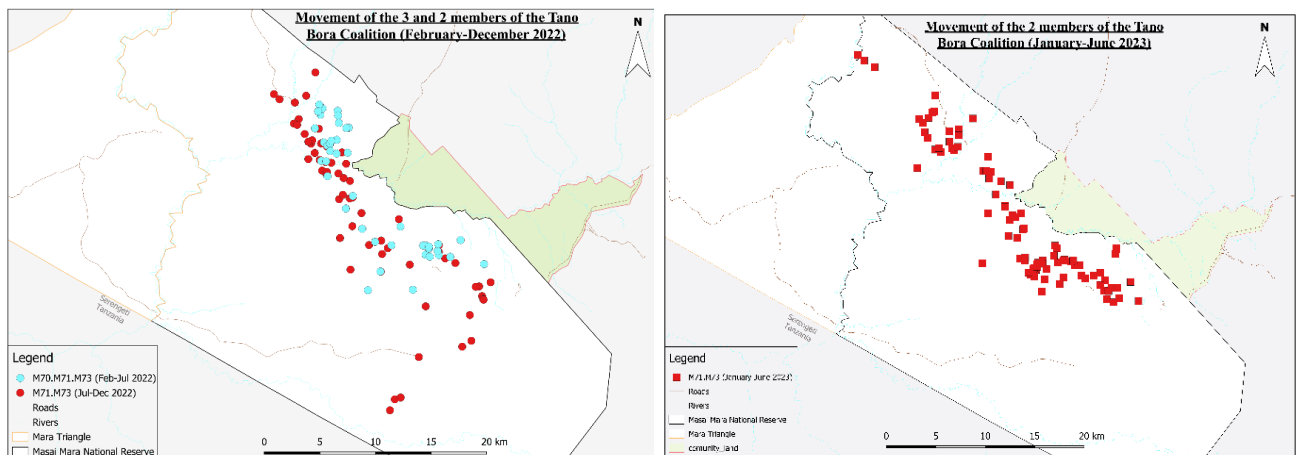 Movement of the 3 and 2 members of the Tano
Bora Coalition (February-December 2022)
N
Serengeti
Tanzania
Legend
M70.M71.M73 (Feb-Jul 2022)
M71.M73 (Jul-Dec 2022)
Roads
Rivers
Mara Triangle
Masai Mara National Reserve
0 5 10 15 20 km
Movement of the 2 members of the Tano
Bora Coalition (January-June 2023)
N
Serengeti
Tanzania
Legend
M71.M73 (January June 2023)
Roads
Rivers
Masai Mara National Reserve
Mara Triangle
comunity_land
0 5 10 15 20 km